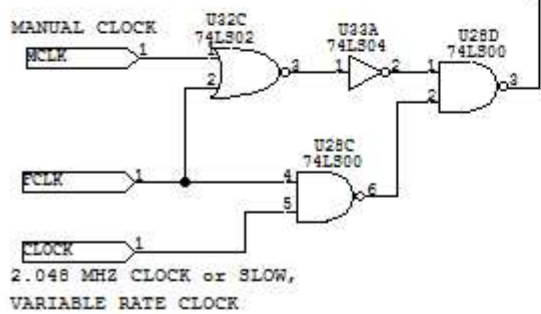 MANUAL CLOCK
MCLK 1
U32C
74LS02
1
2
3
U33A
74LS04
1 2
U28D
74LS00
1
2
3
FCLK 1
U28C
74LS00
4
5
6
CLOCK 1
2.048 MHZ CLOCK or SLOW,
VARIABLE RATE CLOCK